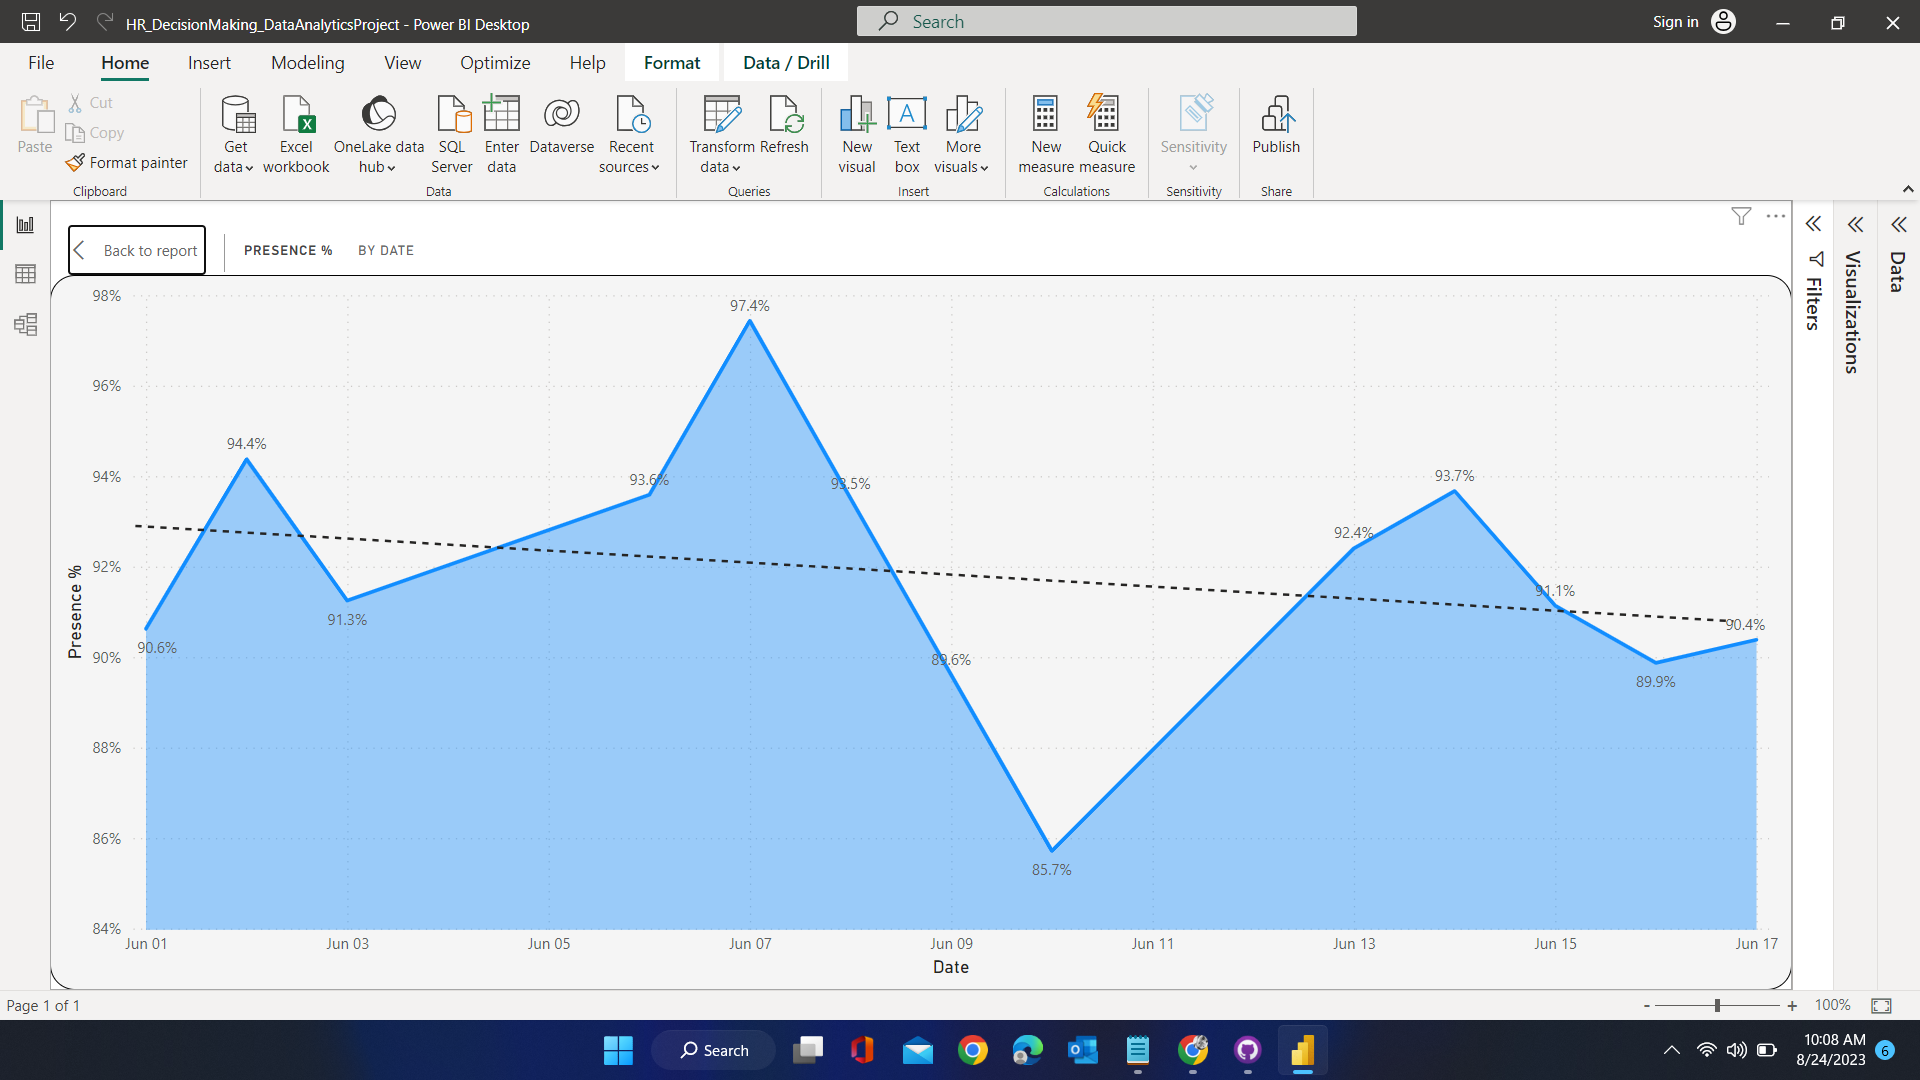 HR_DecisionMaking_DataAnalyticsProject - Power BI Desktop
Search
Sign in
File
Home
Insert
Modeling
View
Optimize
Help
Format
Data / Drill
Paste
Cut
Copy
Format painter
Clipboard
Get data
Excel workbook
OneLake data hub
SQL Server
Enter data
Dataverse
Recent sources
Data
Transform data
Refresh
Queries
New visual
Text box
More visuals
Insert
New measure
Quick measure
Calculations
Sensitivity
Sensitivity
Publish
Share
Back to report
PRESENCE %
BY DATE
Filters
Visualizations
Data
98%
96%
94%
92%
90%
88%
86%
84%
Presence %
90.6%
94.4%
91.3%
93.6%
97.4%
93.5%
89.6%
85.7%
92.4%
93.7%
91.1%
89.9%
90.4%
Jun 01
Jun 03
Jun 05
Jun 07
Jun 09
Jun 11
Jun 13
Jun 15
Jun 17
Date
Page 1 of 1
- + 100%
Search
10:08 AM
8/24/2023
6